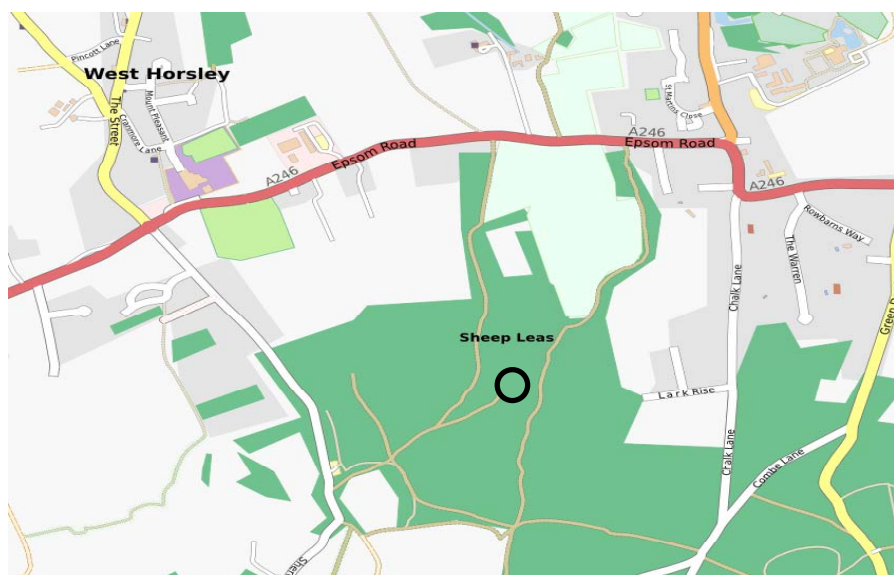 Pincott Lane
West Horsley
The Street
Mount Pleasant
Cranmore Lane
St Martins Close
A246
Epsom Road
A246
Epsom Road
A246
Rowbarns Way
The Warren
Chalk Lane
Sheep Leas
Lark Rise
Chalk Lane
Combe Lane